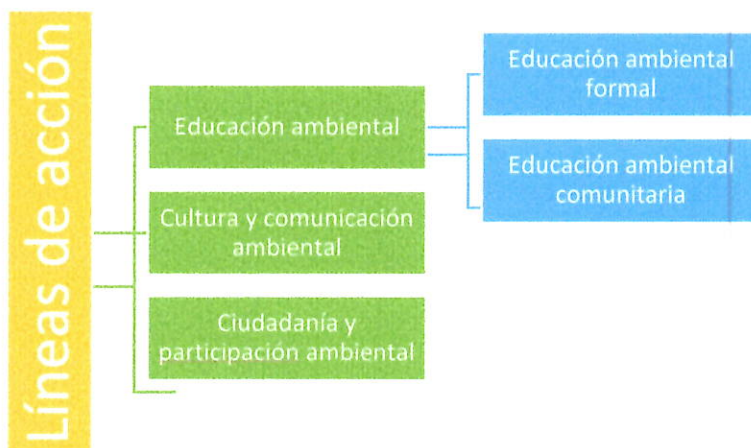 Líneas de acción
Educación ambiental
Cultura y comunicación
ambiental
Ciudadanía y
participación ambiental
Educación ambiental
formal
Educación ambiental
comunitaria